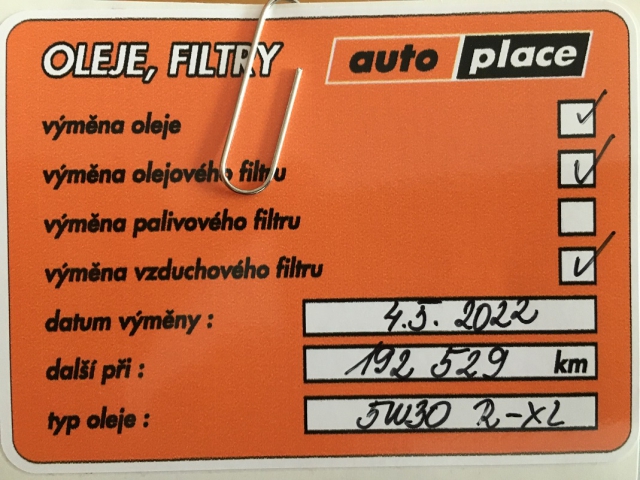 OLEJE, FILTRY auto place
výměna oleje
výměna olejového filtru
výměna palivového filtru
výměna vzduchového filtru
datum výměny : 4.5. 2022
další při : 192 529 km
typ oleje : 5W30 R-XL